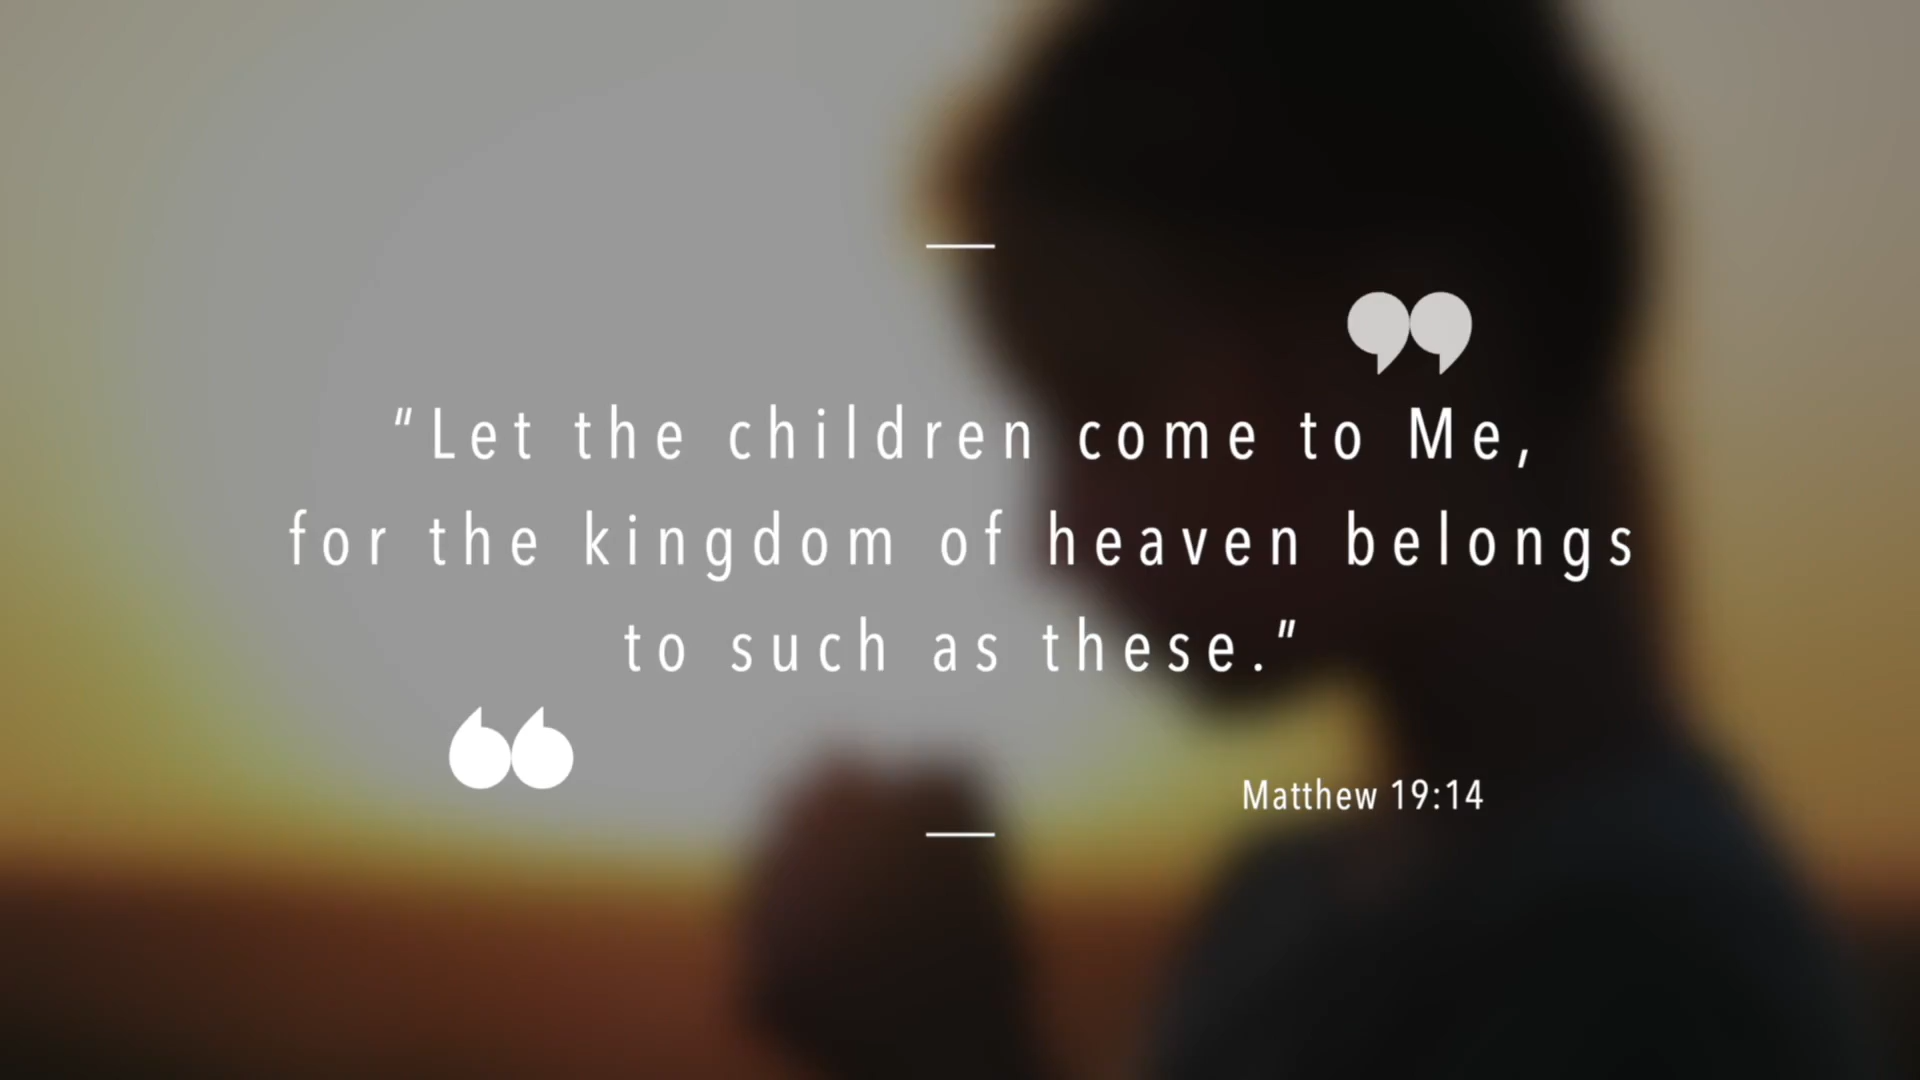 “Let the children come to Me,
for the kingdom of heaven belongs
to such as these.”
Matthew 19:14